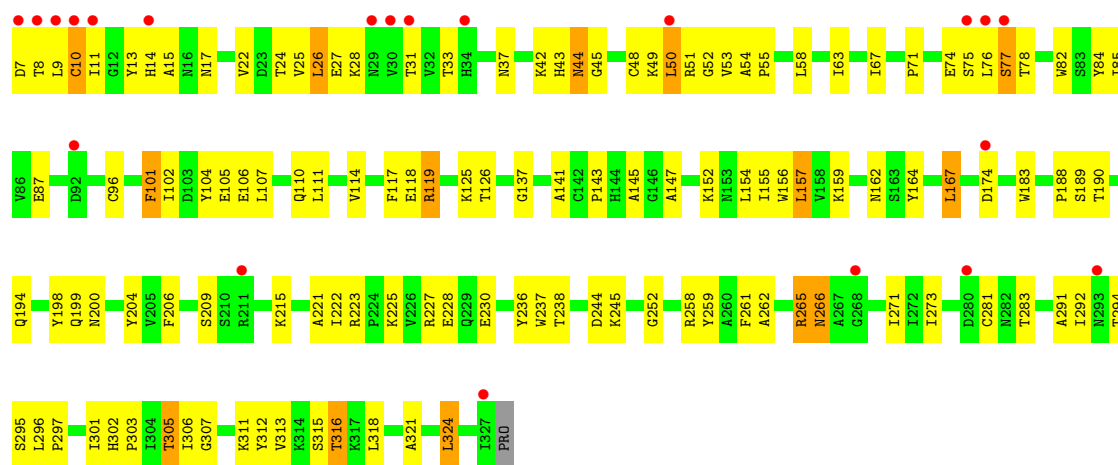 D7 T8 L9 C10 I11 G12 Y13 H14 A15 N16 N17 V22 D23 T24 V25 L26 E27 K28 N29 V30 T31 V32 T33 H34 N37 K42 H43 N44 G45 C48 K49 L50 R51 G52 V53 A54 P55 L58 I63 I67 P71 E74 S75 L76 S77 T78 W82 S83 Y84 I85
V86 E87 D92 C96 F101 I102 D103 Y104 E105 E106 L107 Q110 L111 V114 F117 E118 R119 K125 T126 G137 A141 C142 P143 H144 A145 G146 A147 K152 N153 L154 I155 W156 L157 V158 K159 N162 S163 Y164 L167 D174 W183 P188 S189 T190
Q194 Y198 Q199 N200 Y204 V205 F206 S209 S210 R211 K215 A221 I222 R223 P224 K225 V226 R227 E228 Q229 E230 Y236 W237 T238 D244 K245 G252 R258 Y259 A260 F261 A262 R265 N266 A267 G268 I271 I272 I273 D280 C281 N282 T283 A291 I292 N293 T294
S295 L296 P297 I301 H302 P303 I304 T305 I306 G307 K311 Y312 V313 K314 S315 T316 K317 L318 A321 L324 I327 PRO